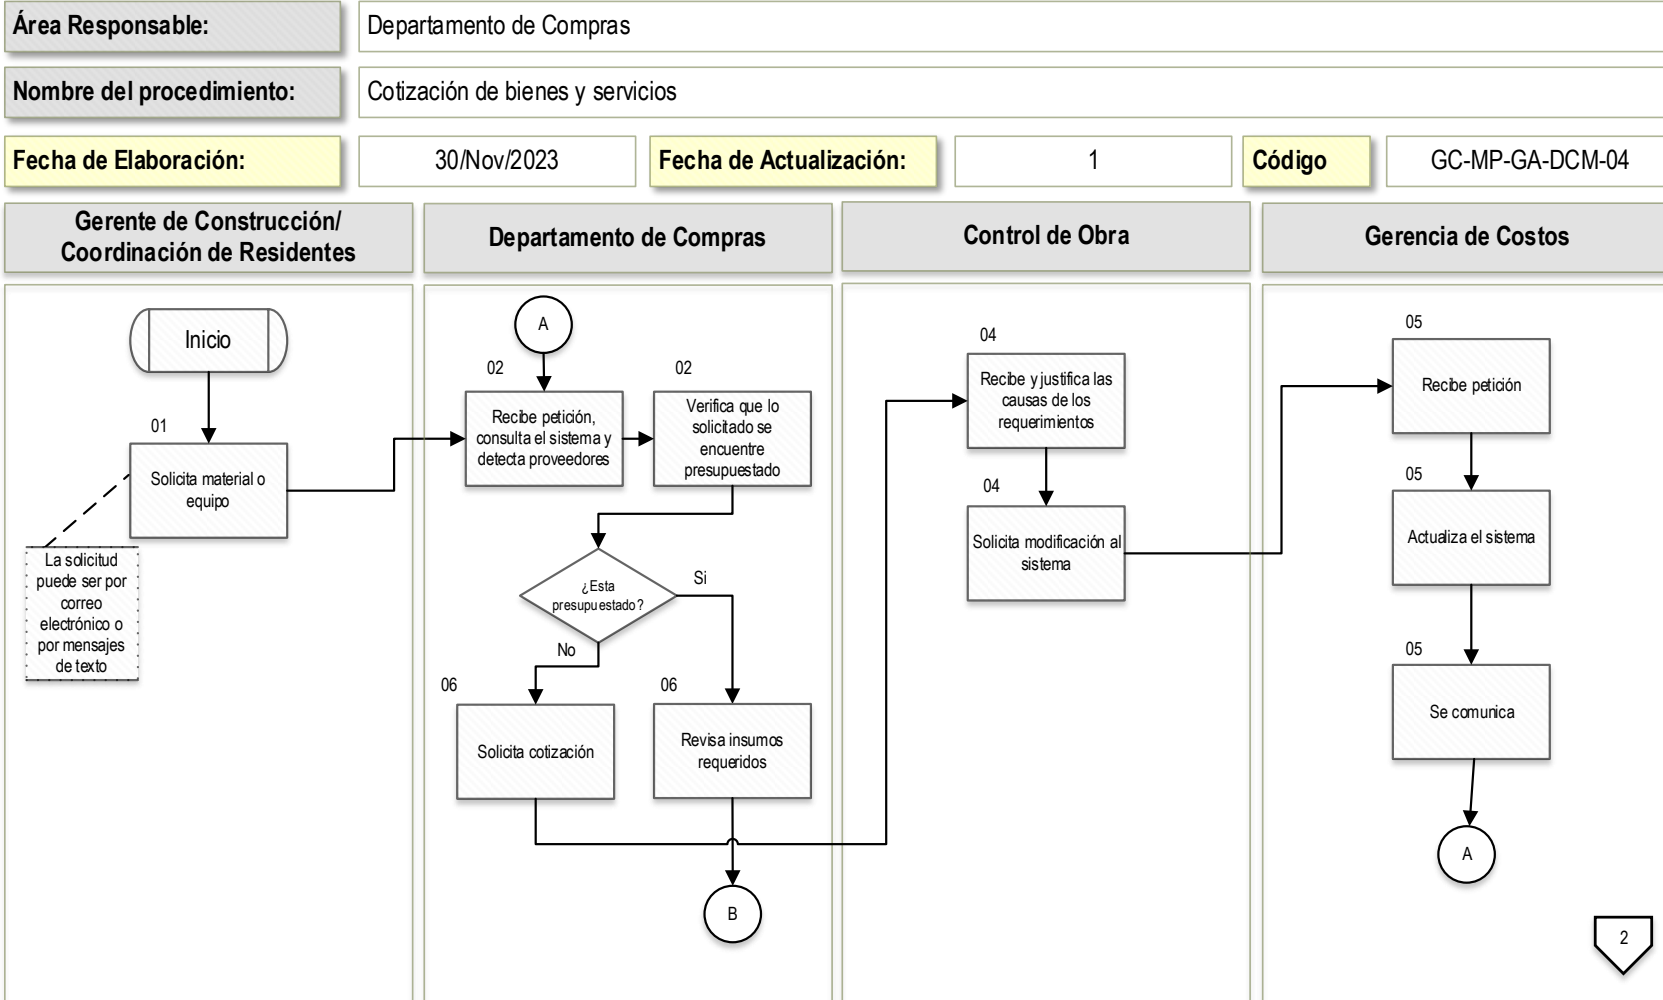 Área Responsable:
Departamento de Compras
Nombre del procedimiento:
Cotización de bienes y servicios
Fecha de Elaboración:
30/Nov/2023
Fecha de Actualización:
1
Código
GC-MP-GA-DCM-04
Gerente de Construcción/
Coordinación de Residentes
Departamento de Compras
Control de Obra
Gerencia de Costos
Inicio
01
Solicita material o
equipo
La solicitud
puede ser por
correo
electrónico o
por mensajes
de texto
A
02
Recibe petición,
consulta el sistema y
detecta proveedores
02
Verifica que lo
solicitado se
encuentre
presupuestado
¿Esta
presupuestado?
Si
No
06
Solicita cotización
06
Revisa insumos
requeridos
B
04
Recibe y justifica las
causas de los
requerimientos
04
Solicita modificación al
sistema
05
Recibe petición
05
Actualiza el sistema
05
Se comunica
A
2